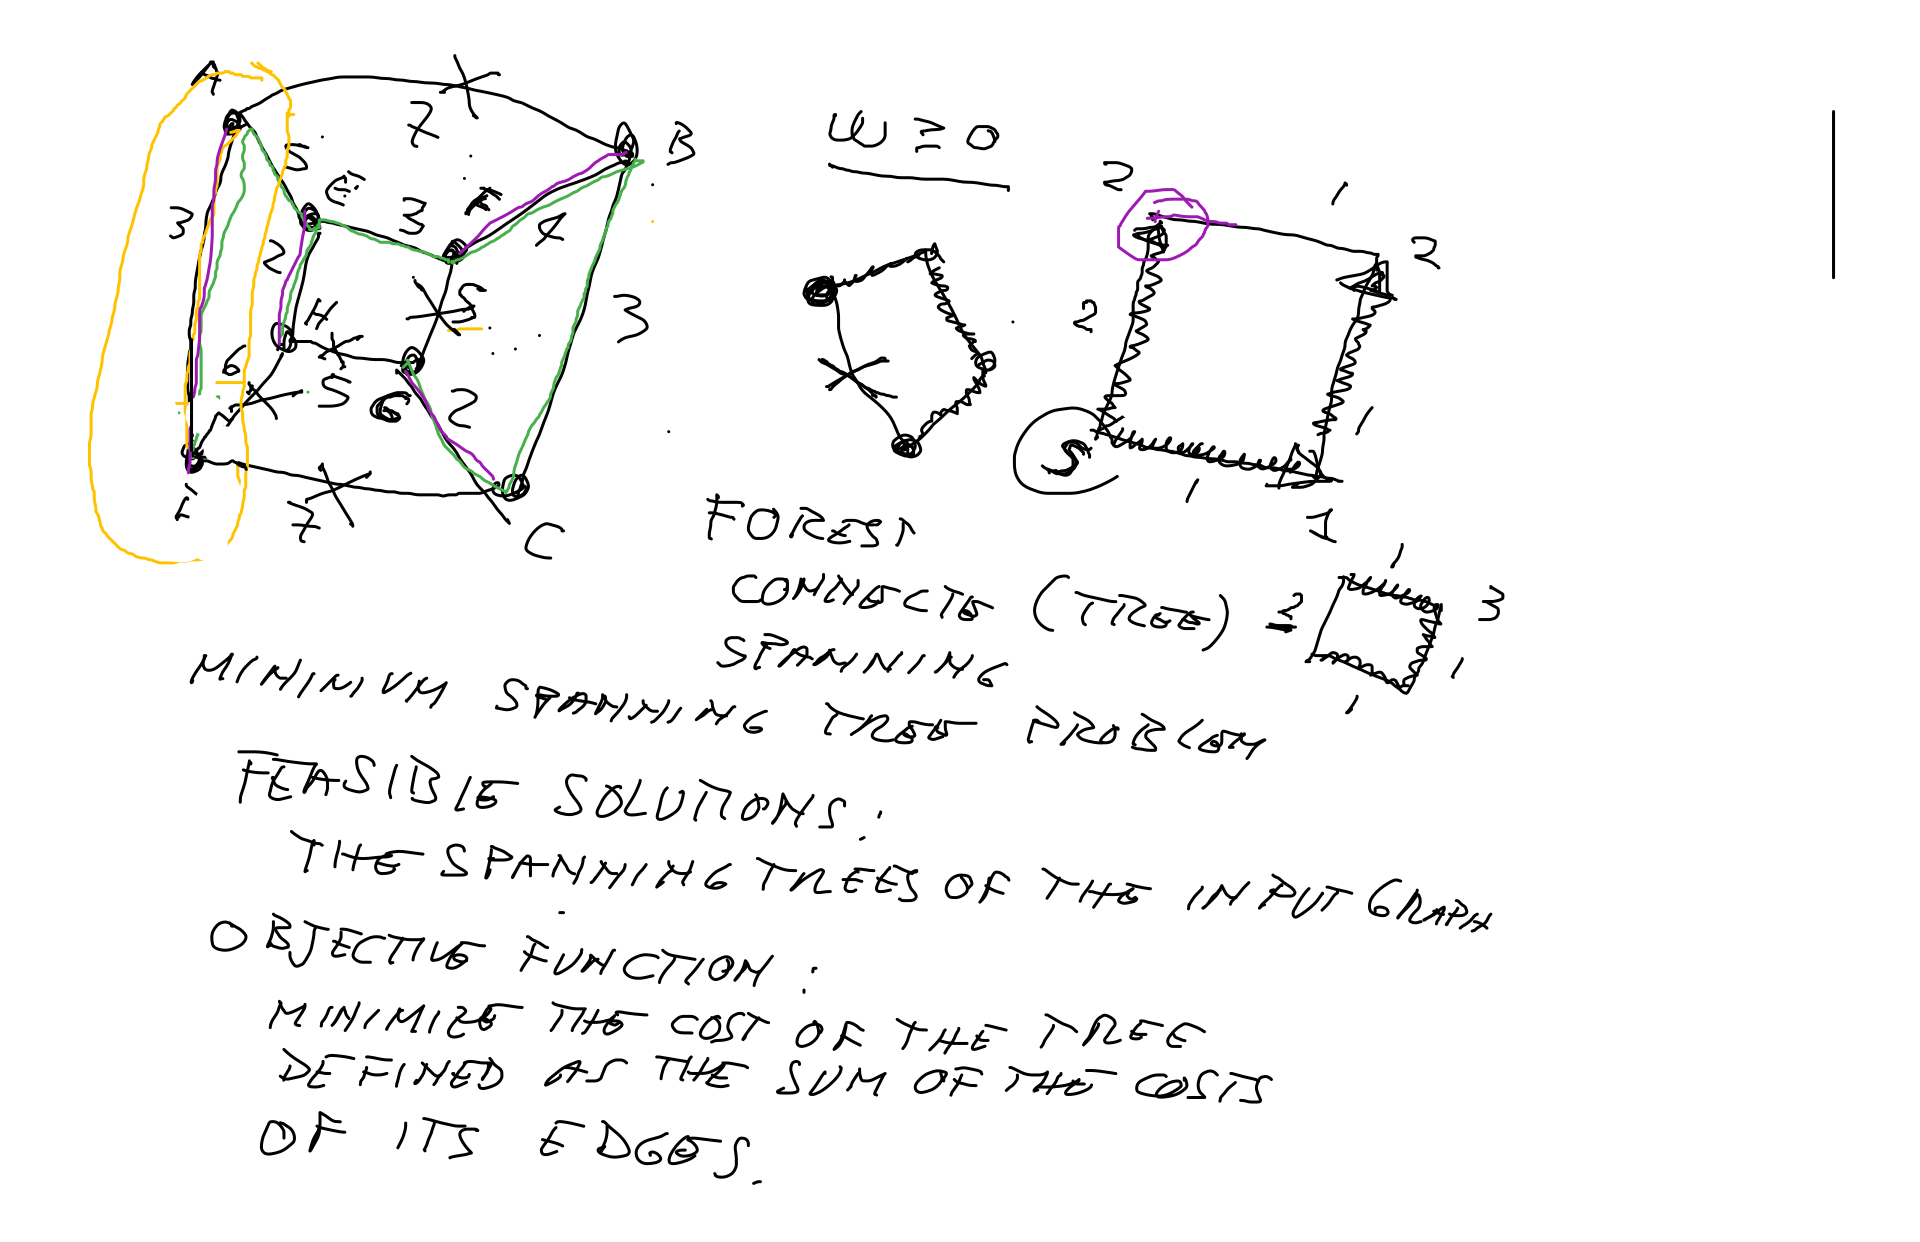 A
7
B
W ≥ 0
5
E
3
F
4
3
2
H
5
3
6
5
G
2
I
7
C
2
1
2
2
1
S
1
1
FOREST
CONNECTE (TREE)
SPANNING
1
2
3
1
1
MINIMUM SPANNING TREE PROBLEM
FEASIBLE SOLUTIONS:
THE SPANNING TREES OF THE INPUT GRAPH
OBJECTIVE FUNCTION:
MINIMIZE THE COST OF THE TREE
DEFINED AS THE SUM OF THE COSTS
OF ITS EDGES.